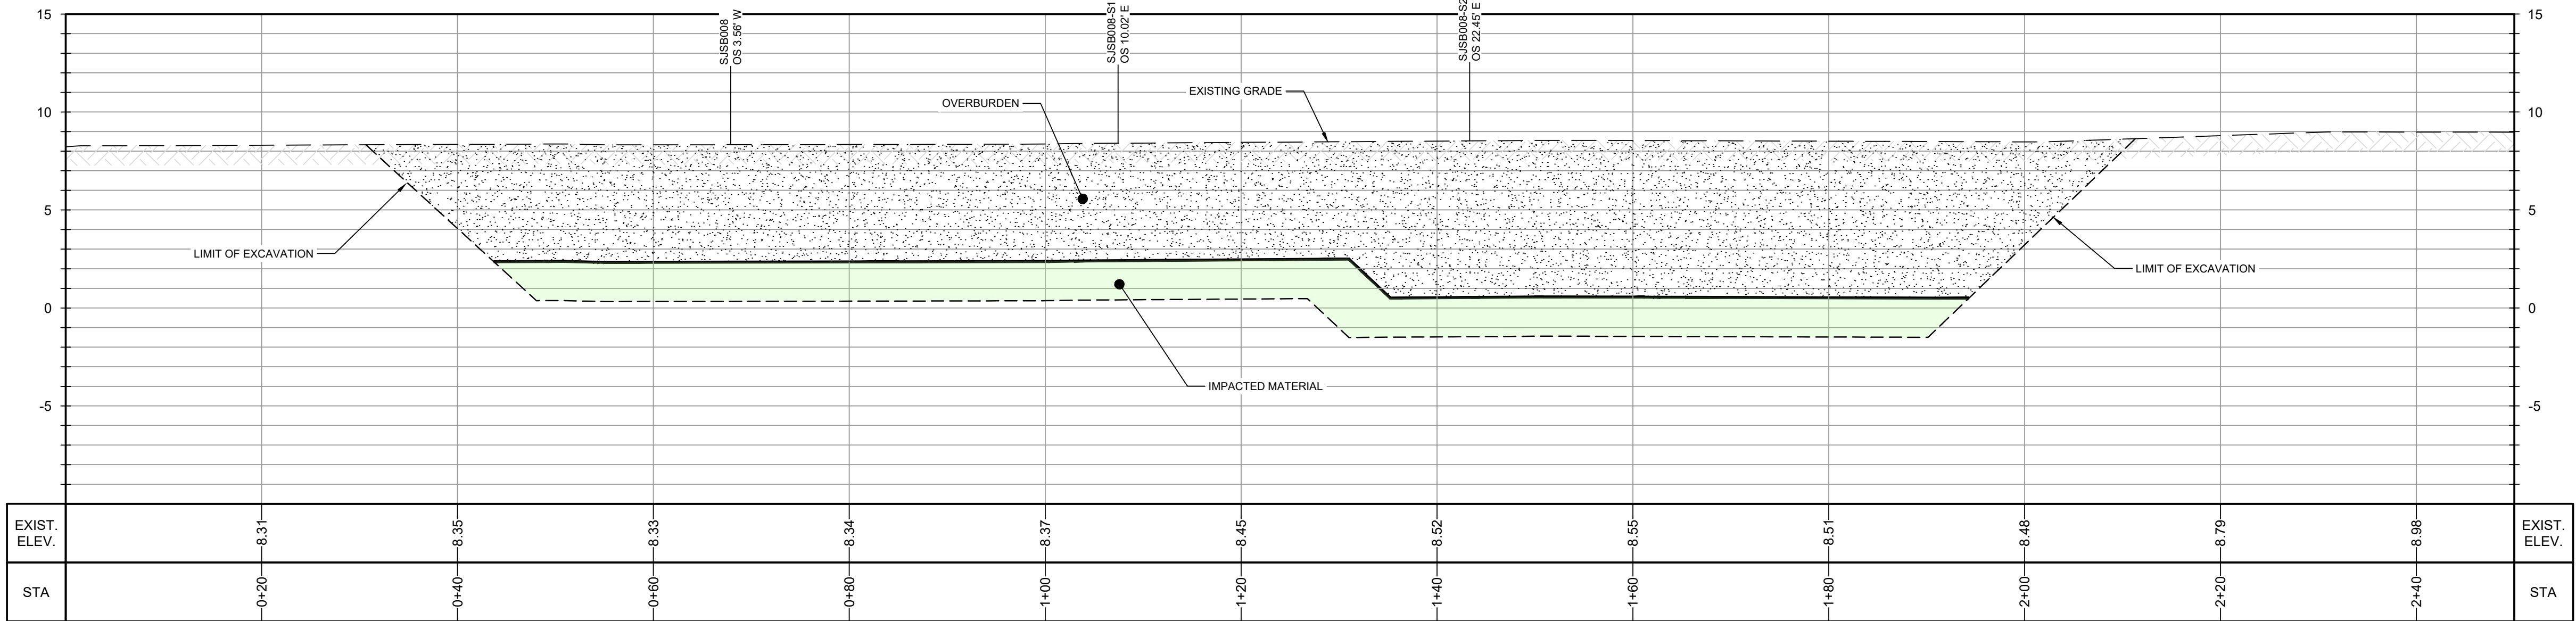 15
10
5
0
-5
15
10
5
0
-5
SJSB008
OS 3.56' W
SJSB008-S1
OS 10.02' E
SJSB008-S2
OS 22.45' E
OVERBURDEN
EXISTING GRADE
LIMIT OF EXCAVATION
LIMIT OF EXCAVATION
IMPACTED MATERIAL
EXIST.
ELEV.
8.31
8.35
8.33
8.34
8.37
8.45
8.52
8.55
8.51
8.48
8.79
8.98
EXIST.
ELEV.
STA
0+20
0+40
0+60
0+80
1+00
1+20
1+40
1+60
1+80
2+00
2+20
2+40
STA